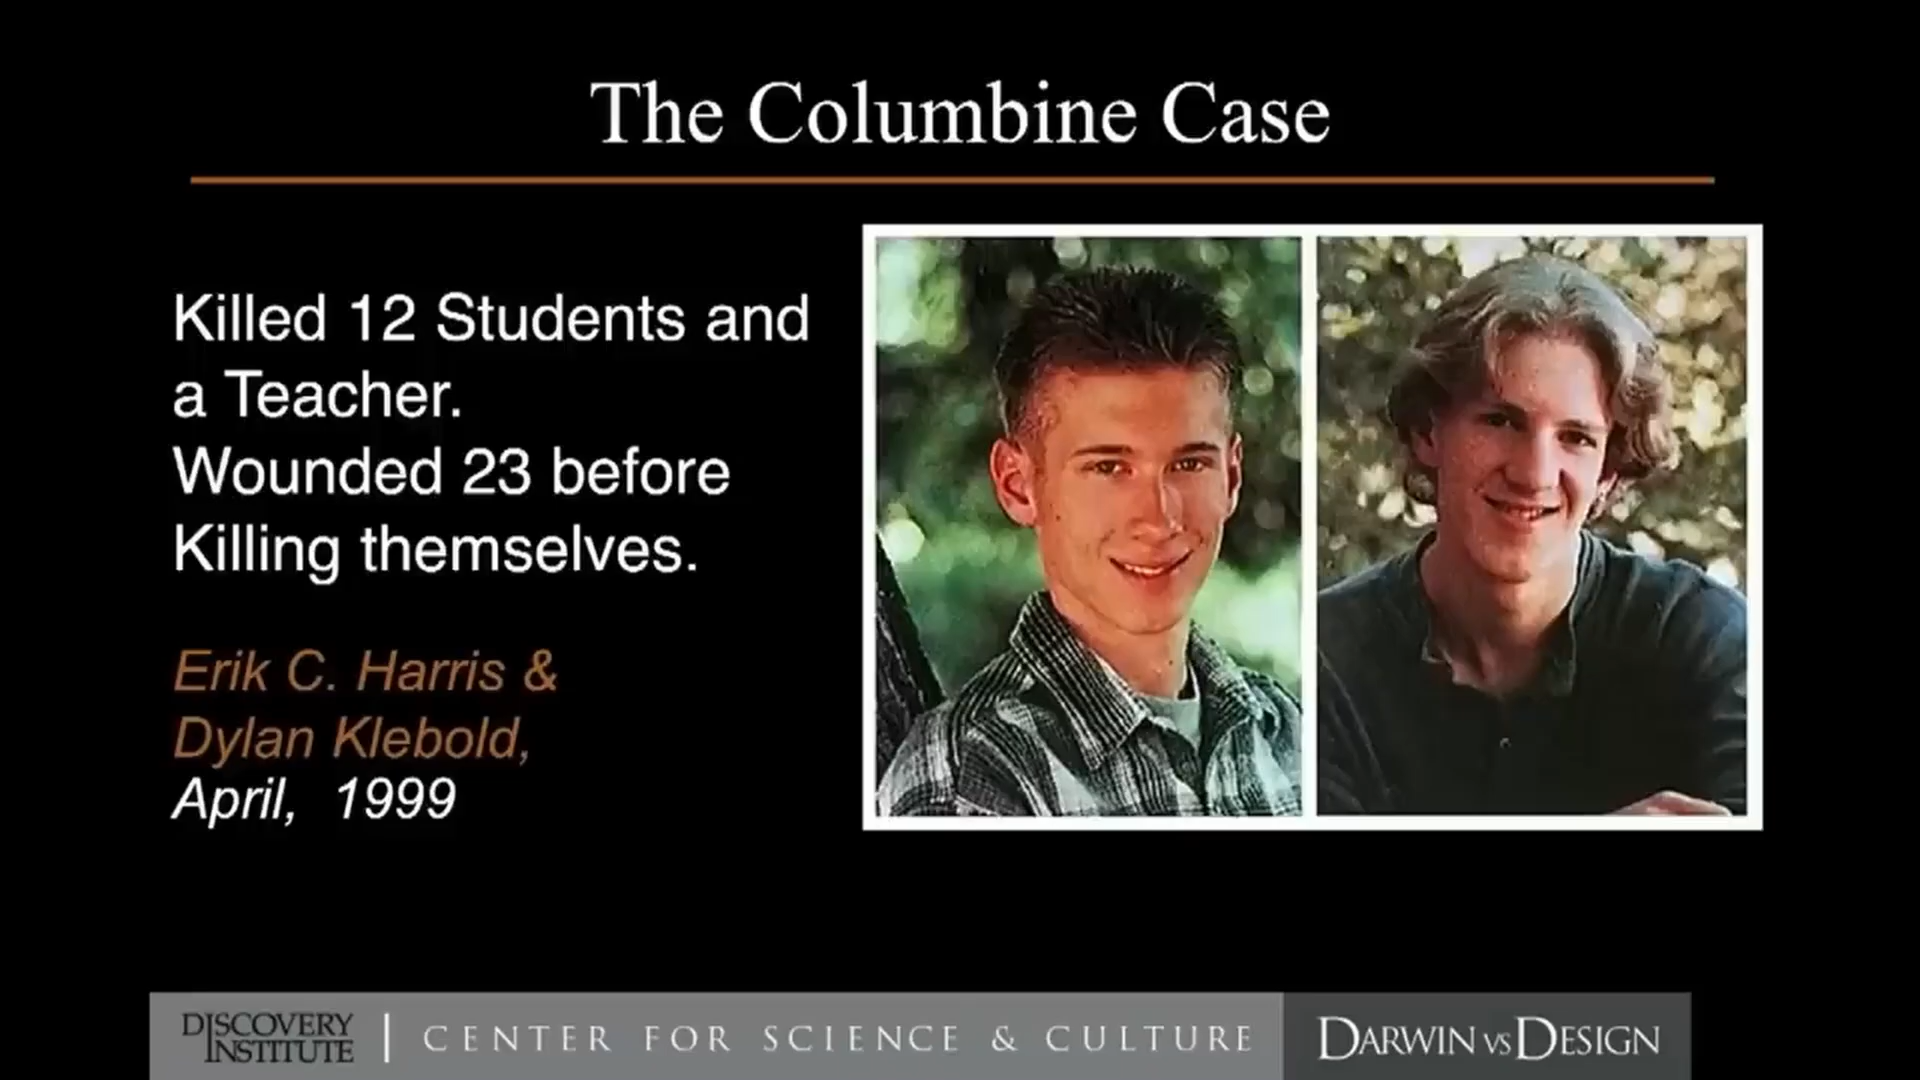 The Columbine Case
Killed 12 Students and
a Teacher.
Wounded 23 before
Killing themselves.
Erik C. Harris &
Dylan Klebold,
April, 1999
DISCOVERY
INSTITUTE
CENTER FOR SCIENCE & CULTURE
DARWIN VS DESIGN